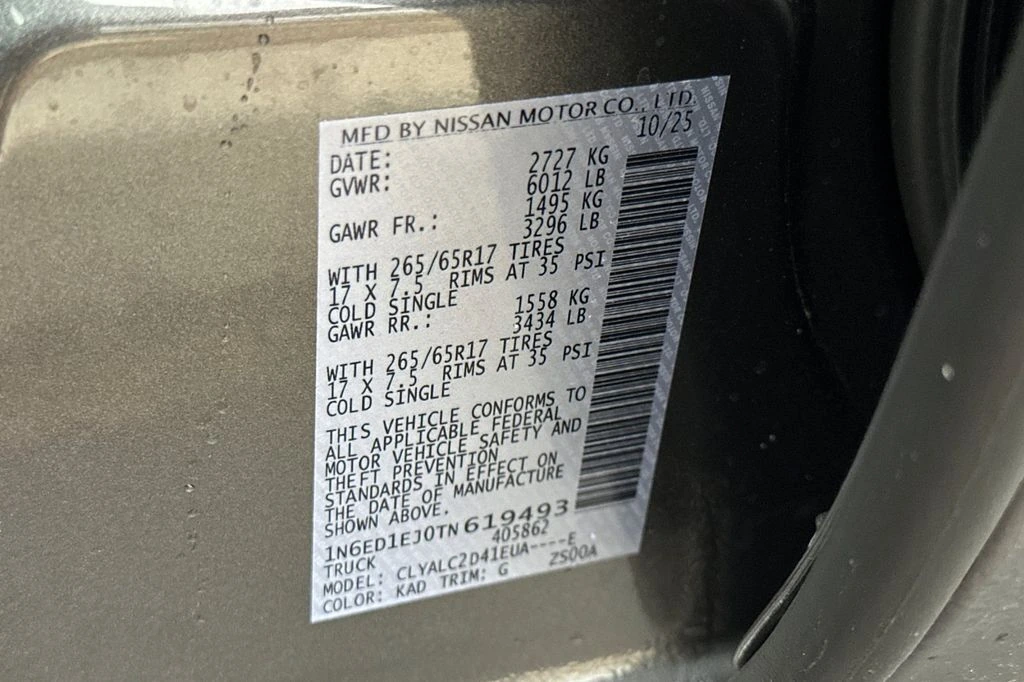 MFD BY NISSAN MOTOR CO., LTD.
DATE: 10/25
GVWR: 2727 KG
6012 LB
GAWR FR.: 1495 KG
3296 LB
WITH 265/65R17 TIRES
17 X 7.5 RIMS AT 35 PSI
COLD SINGLE
GAWR RR.: 1558 KG
3434 LB
WITH 265/65R17 TIRES
17 X 7.5 RIMS AT 35 PSI
COLD SINGLE
THIS VEHICLE CONFORMS TO
ALL APPLICABLE FEDERAL
MOTOR VEHICLE SAFETY AND
THEFT PREVENTION
STANDARDS IN EFFECT ON
THE DATE OF MANUFACTURE
SHOWN ABOVE.
1N6ED1EJ0TN619493
TRUCK 405862
MODEL: CLYALC2D41EUA----E
COLOR: KAD TRIM: G ZS00A